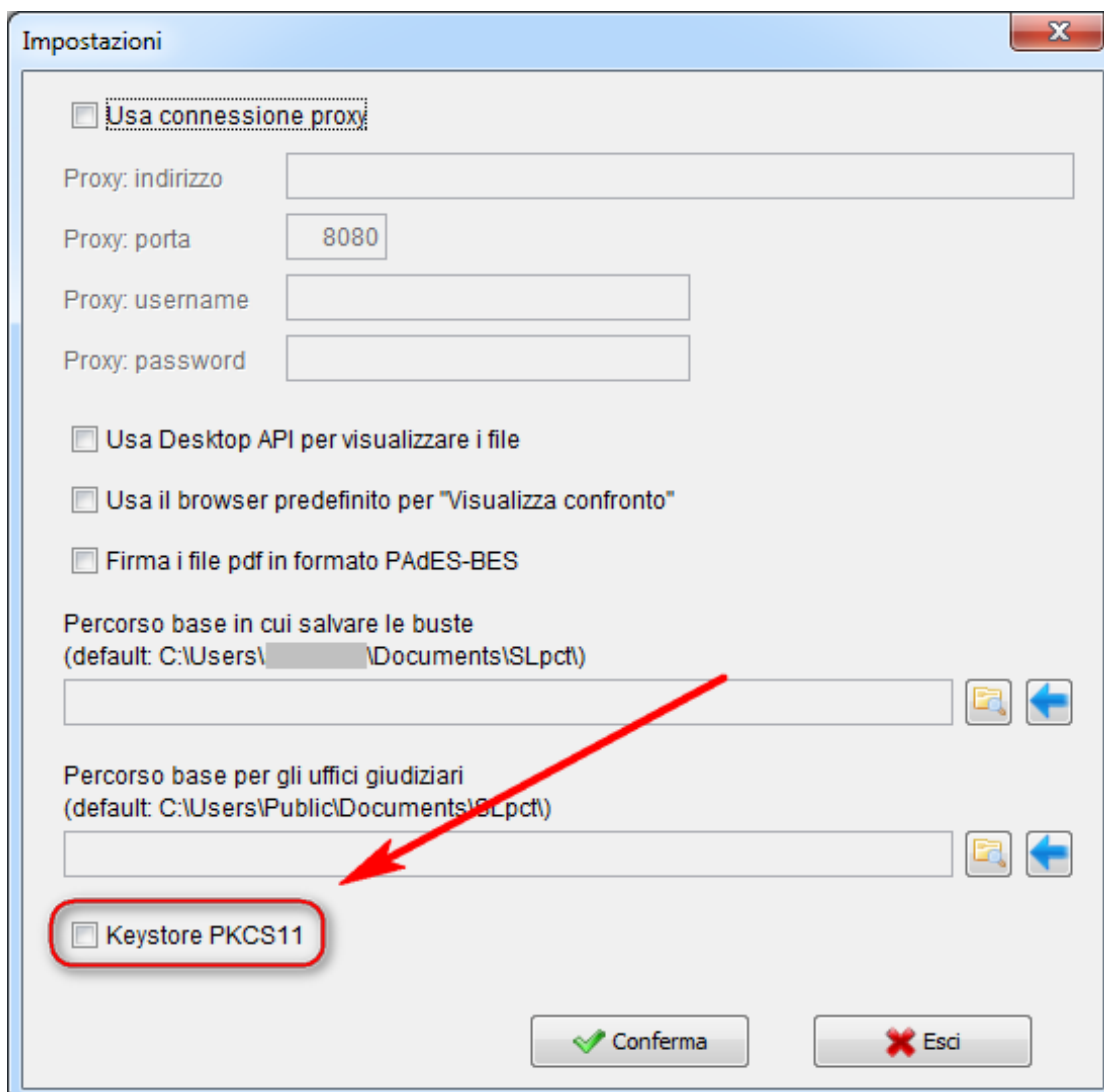 Impostazioni
Usa connessione proxy
Proxy: indirizzo
Proxy: porta 8080
Proxy: username
Proxy: password
Usa Desktop API per visualizzare i file
Usa il browser predefinito per "Visualizza confronto"
Firma i file pdf in formato PAdES-BES
Percorso base in cui salvare le buste
(default: C:\Users\ \Documents\SLpct\)
Percorso base per gli uffici giudiziari
(default: C:\Users\Public\Documents\SLpct\)
Keystore PKCS11
Conferma Esci